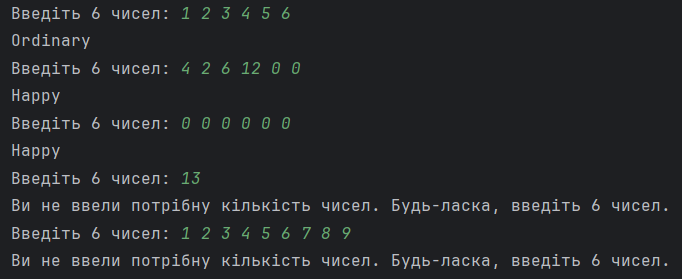 Введіть 6 чисел: 1 2 3 4 5 6
Ordinary
Введіть 6 чисел: 4 2 6 12 0 0
Happy
Введіть 6 чисел: 0 0 0 0 0 0
Happy
Введіть 6 чисел: 13
Ви не ввели потрібну кількість чисел. Будь-ласка, введіть 6 чисел.
Введіть 6 чисел: 1 2 3 4 5 6 7 8 9
Ви не ввели потрібну кількість чисел. Будь-ласка, введіть 6 чисел.